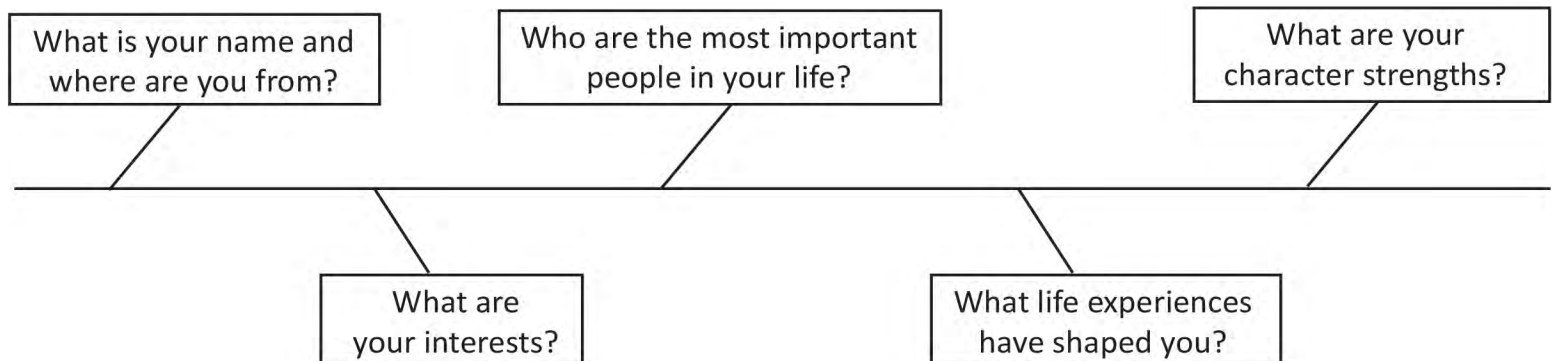 What is your name and
where are you from?
What are
your interests?
Who are the most important
people in your life?
What life experiences
have shaped you?
What are your
character strengths?